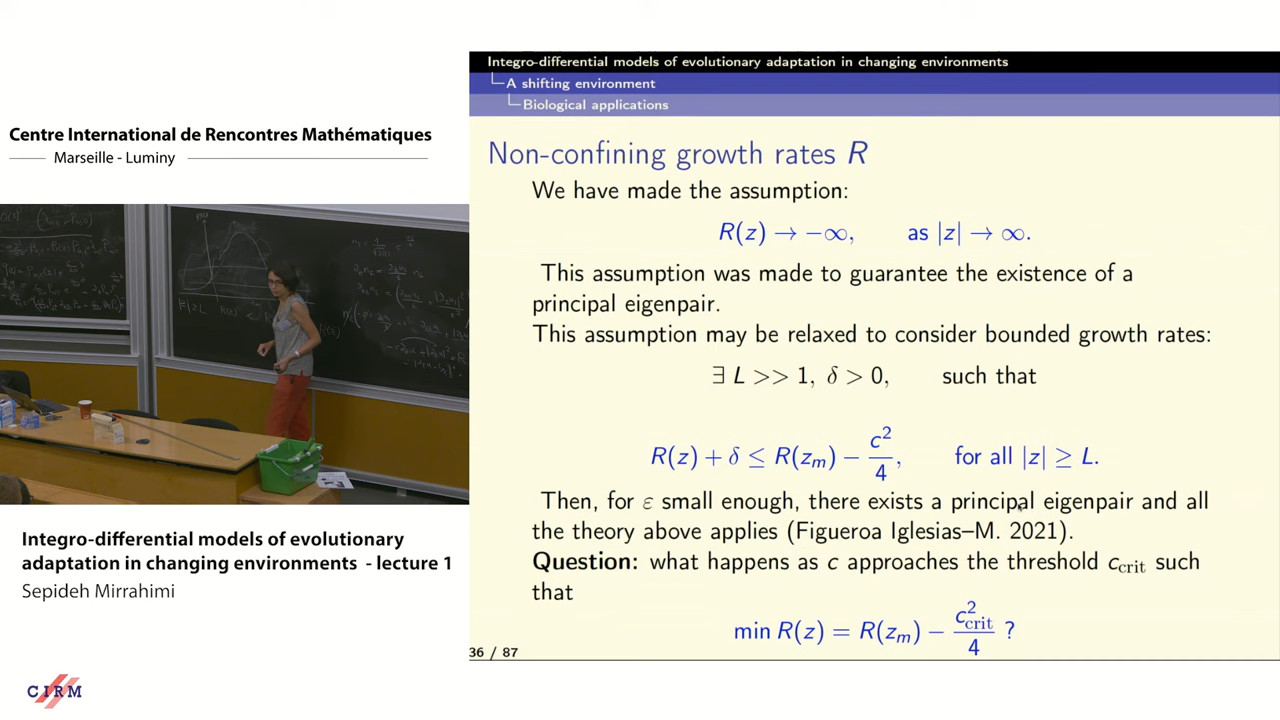 Centre International de Rencontres Mathématiques
Marseille - Luminy
Integro-differential models of evolutionary
adaptation in changing environments - lecture 1
Sepideh Mirrahimi
CIRM
Integro-differential models of evolutionary adaptation in changing environments
A shifting environment
Biological applications
Non-confining growth rates R
We have made the assumption:
R(z) → −∞, as |z| → ∞.
This assumption was made to guarantee the existence of a
principal eigenpair.
This assumption may be relaxed to consider bounded growth rates:
∃ L >> 1, δ > 0, such that
R(z) + δ ≤ R(z_m) − c²/4, for all |z| ≥ L.
Then, for ε small enough, there exists a principal eigenpair and all
the theory above applies (Figueroa Iglesias–M. 2021).
Question: what happens as c approaches the threshold c_crit such
that
min R(z) = R(z_m) − c²_crit/4 ?
36 / 87